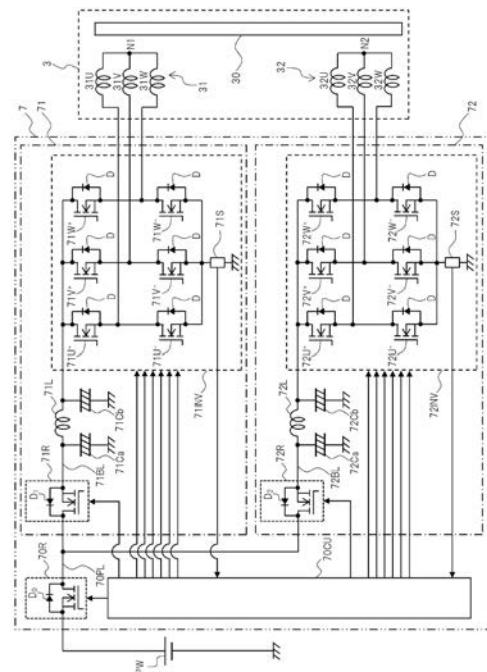 3
31U
31V
31W
N1
30
31
32
32U
32V
32W
N2
7
71
71W⁺
D
71W⁻
D
71V⁺
D
71V⁻
D
71U⁺
D
71U⁻
D
71S
71INV
71L
71Cb
71Ca
71R
71BL
72
72W⁺
D
72W⁻
D
72V⁺
D
72V⁻
D
72U⁺
D
72U⁻
D
72S
72INV
72L
72Cb
72Ca
72R
72BL
70R
70PL
70CU
PW